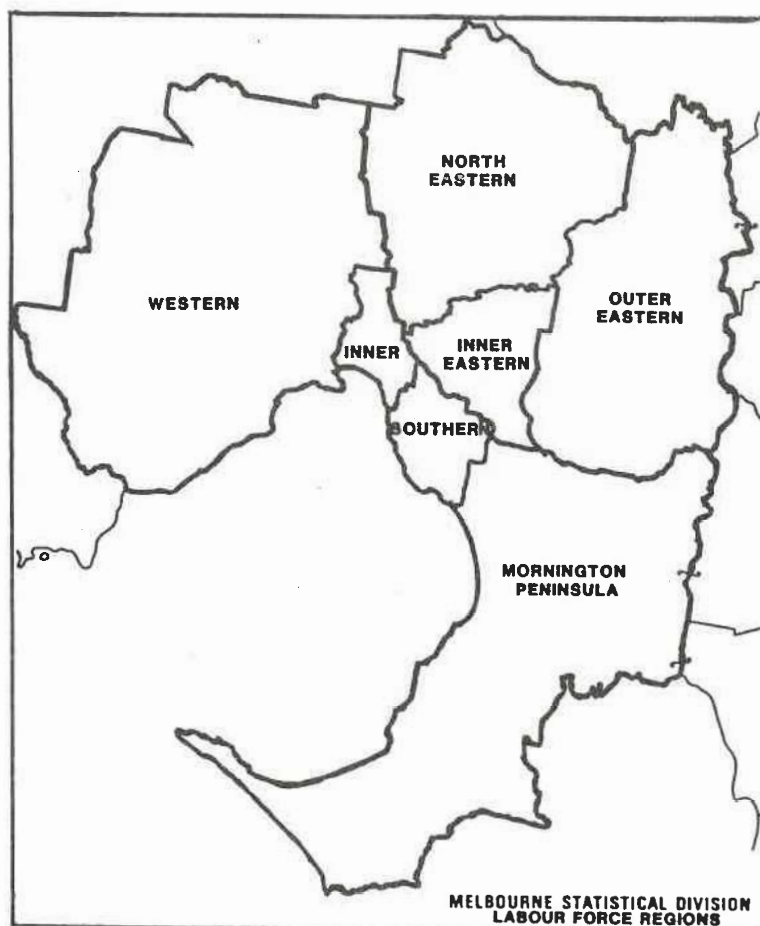 NORTH
EASTERN
WESTERN
OUTER
EASTERN
INNER
INNER
EASTERN
SOUTHERN
MORNINGTON
PENINSULA
MELBOURNE STATISTICAL DIVISION
LABOUR FORCE REGIONS